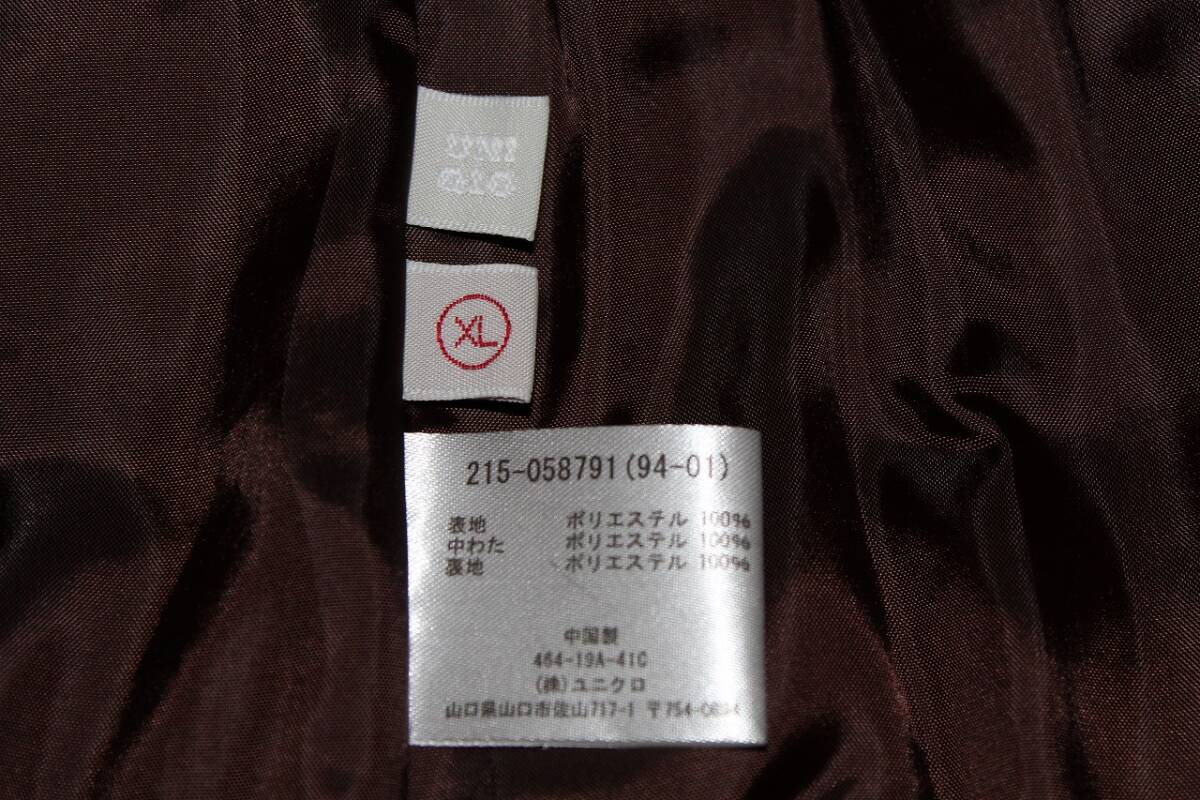 XL
215-058791(94-01)
表地 ポリエステル 100%
中わた ポリエステル 100%
裏地 ポリエステル 100%
中国製
464-19A-41C
(株)ユニクロ
山口県山口市佐山717-1